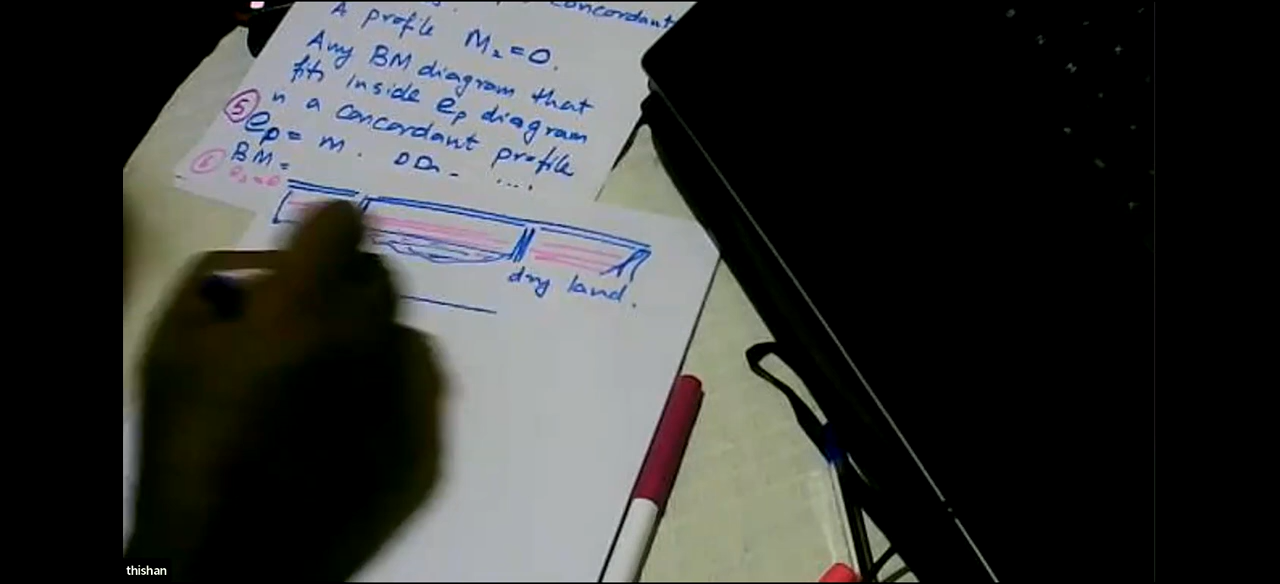 concordant
A profile M₂ = 0.
Any BM diagram that
fits inside eₚ diagram
is a concordant profile
⑤ eₚ = m.
⑥ BM =
dry land.
thishan